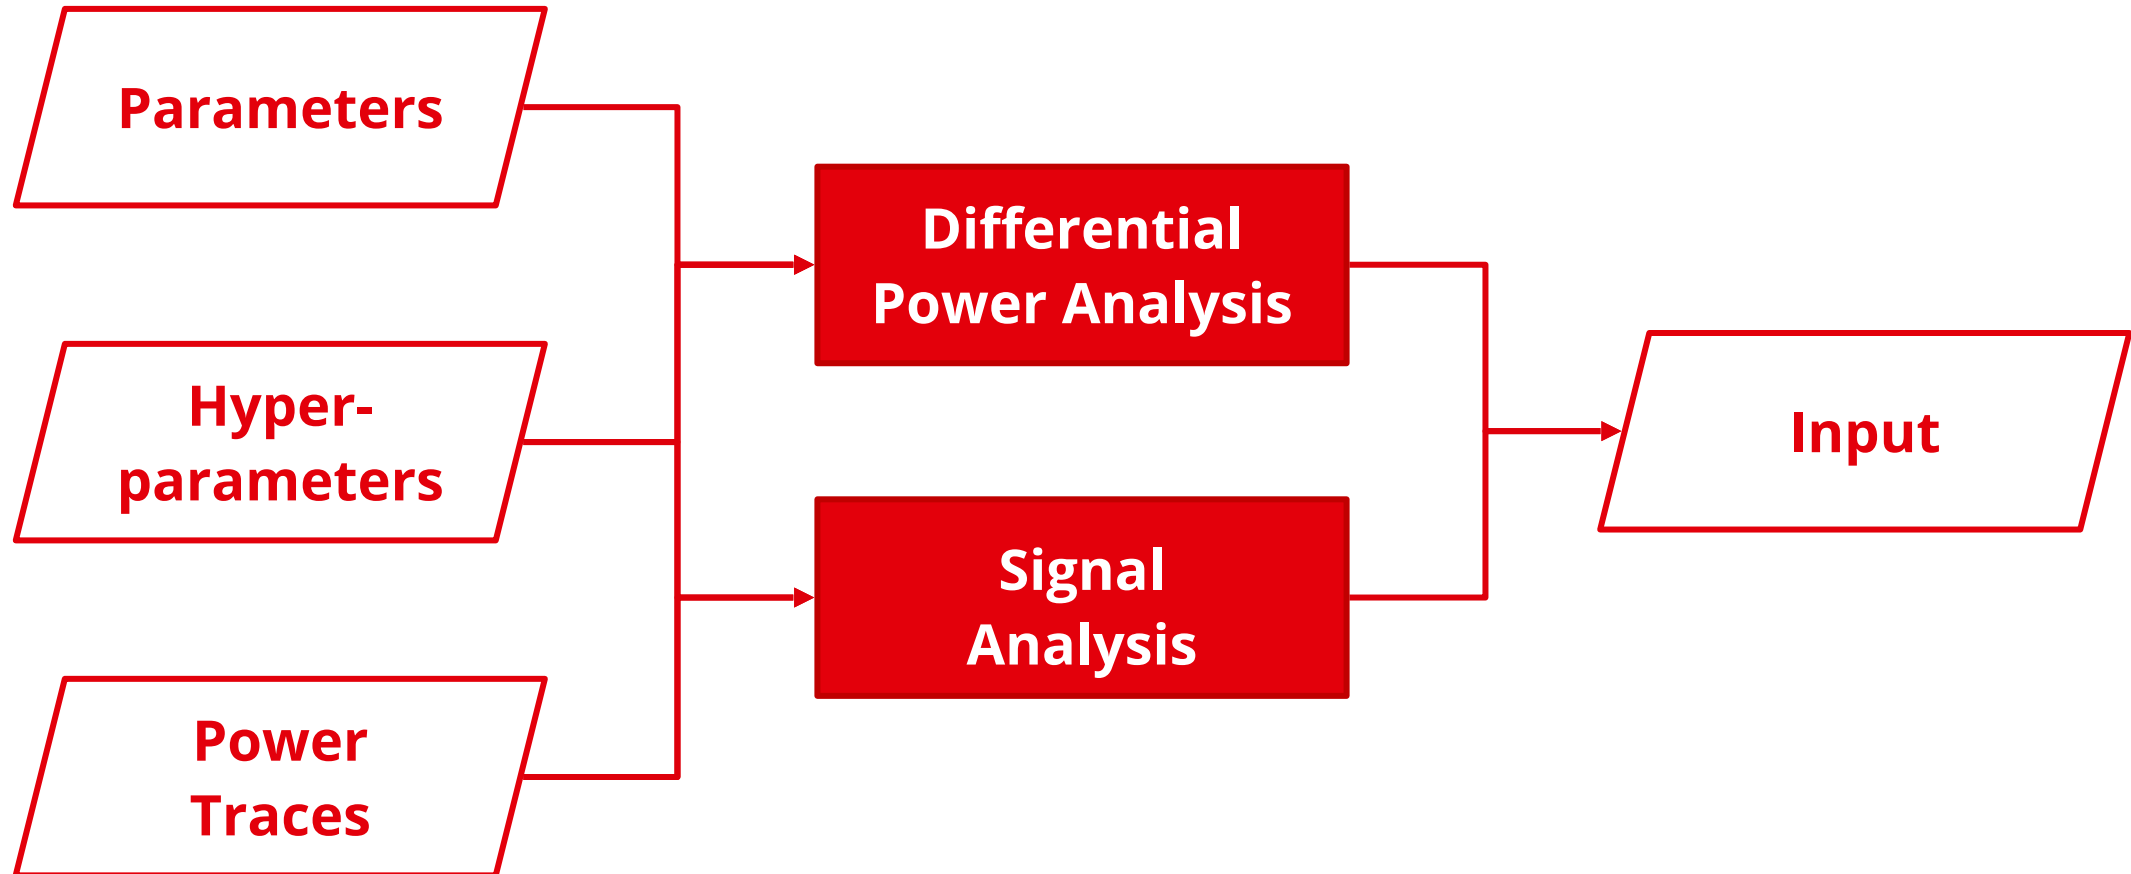 Parameters
Differential
Power Analysis
Hyper-
parameters
Input
Signal
Analysis
Power
Traces